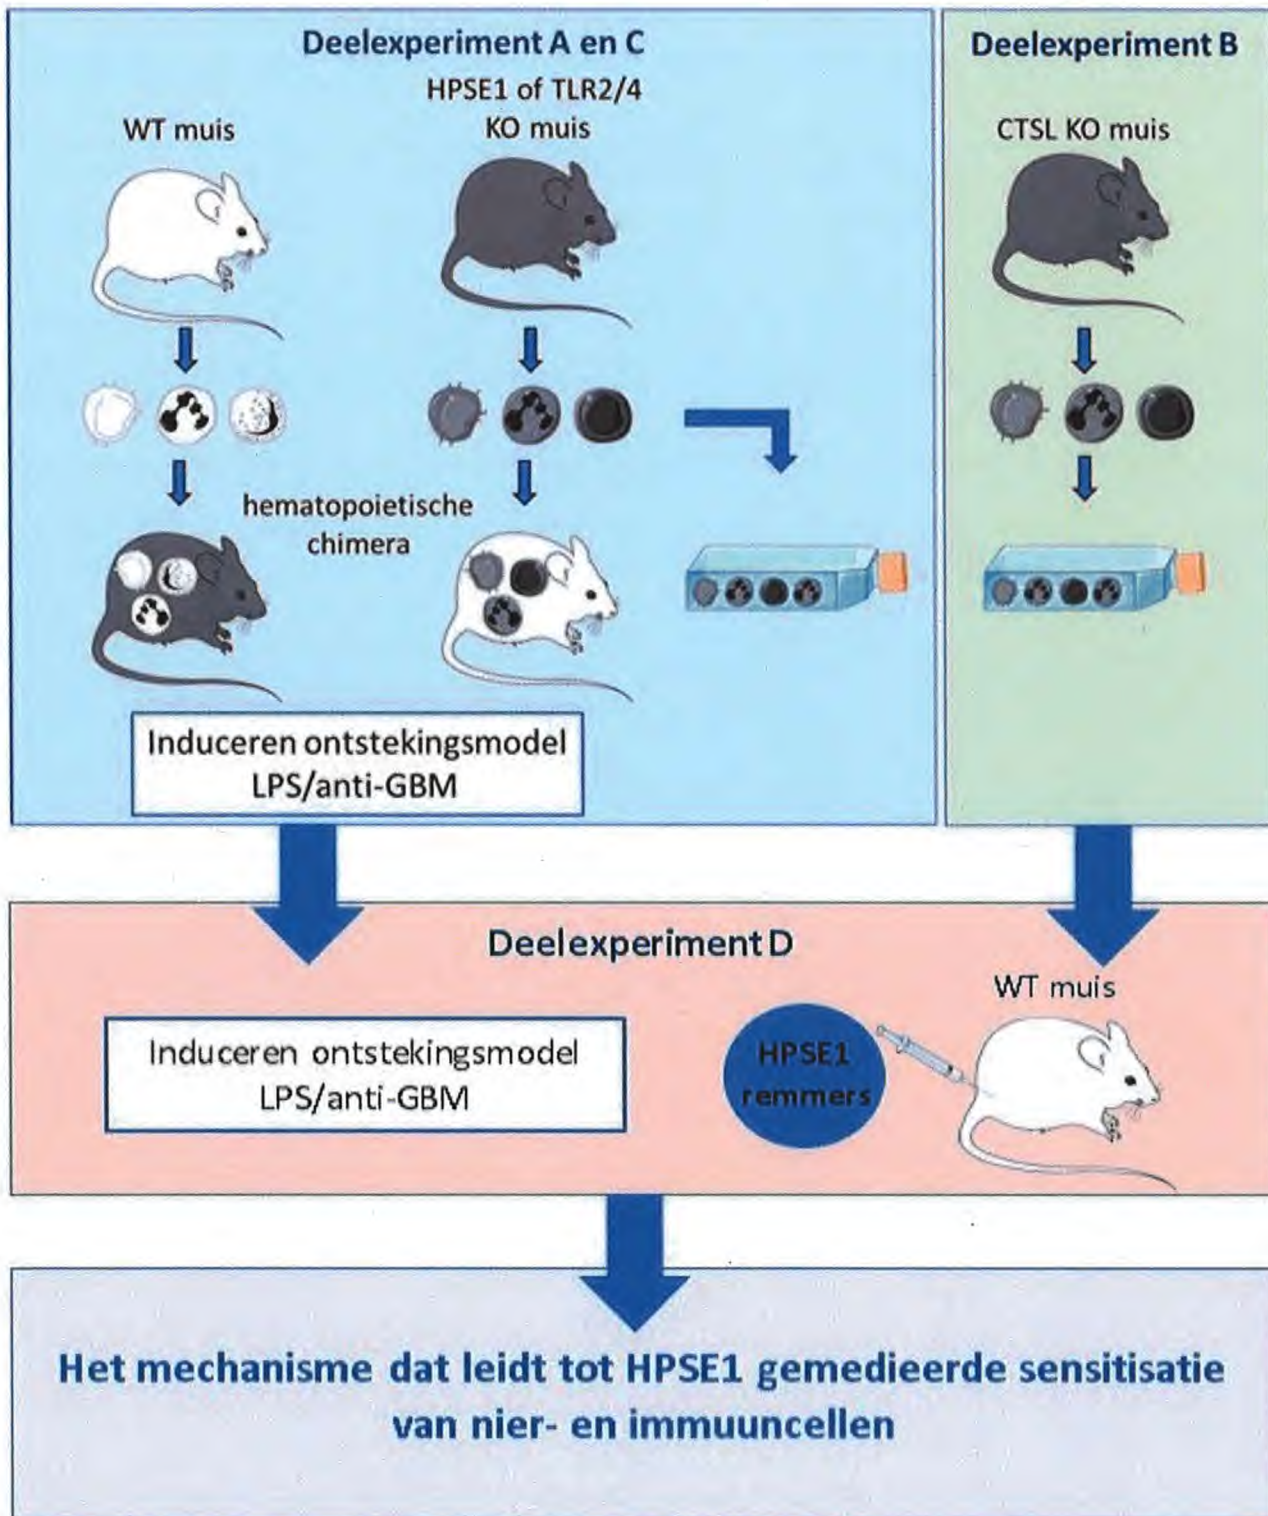 Deelexperiment A en C
HPSE1 of TLR2/4
KO muis
WT muis
hematopoietische
chimera
Induceren ontstekingsmodel
LPS/anti-GBM
Deelexperiment B
CTSL KO muis
Deelexperiment D
Induceren ontstekingsmodel
LPS/anti-GBM
HPSE1
remmers
WT muis
Het mechanisme dat leidt tot HPSE1 gemedieerde sensitisatie
van nier- en immuuncellen